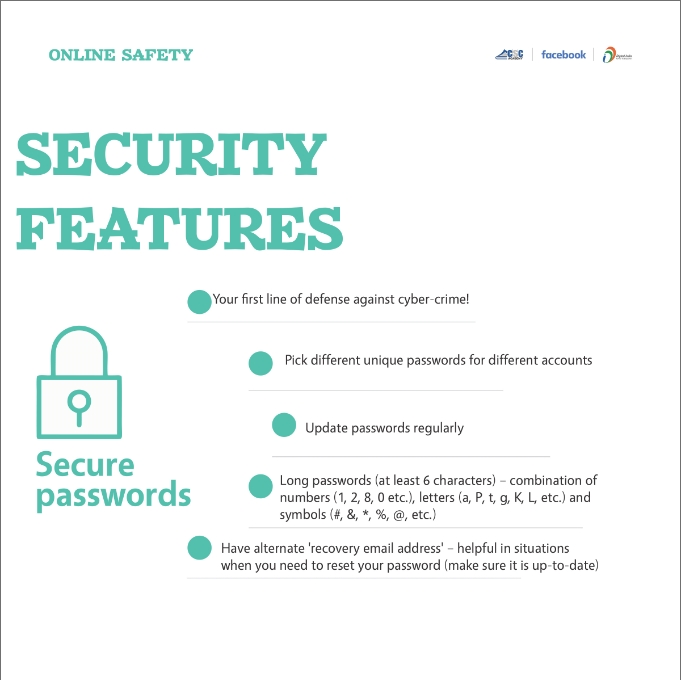 ONLINE SAFETY
CSC
facebook
SECURITY
FEATURES
Your first line of defense against cyber-crime!
Pick different unique passwords for different accounts
Update passwords regularly
Secure
passwords
Long passwords (at least 6 characters) – combination of
numbers (1, 2, 8, 0 etc.), letters (a, P, t, g, K, L, etc.) and
symbols (#, &, *, %, @, etc.)
Have alternate 'recovery email address' – helpful in situations
when you need to reset your password (make sure it is up-to-date)